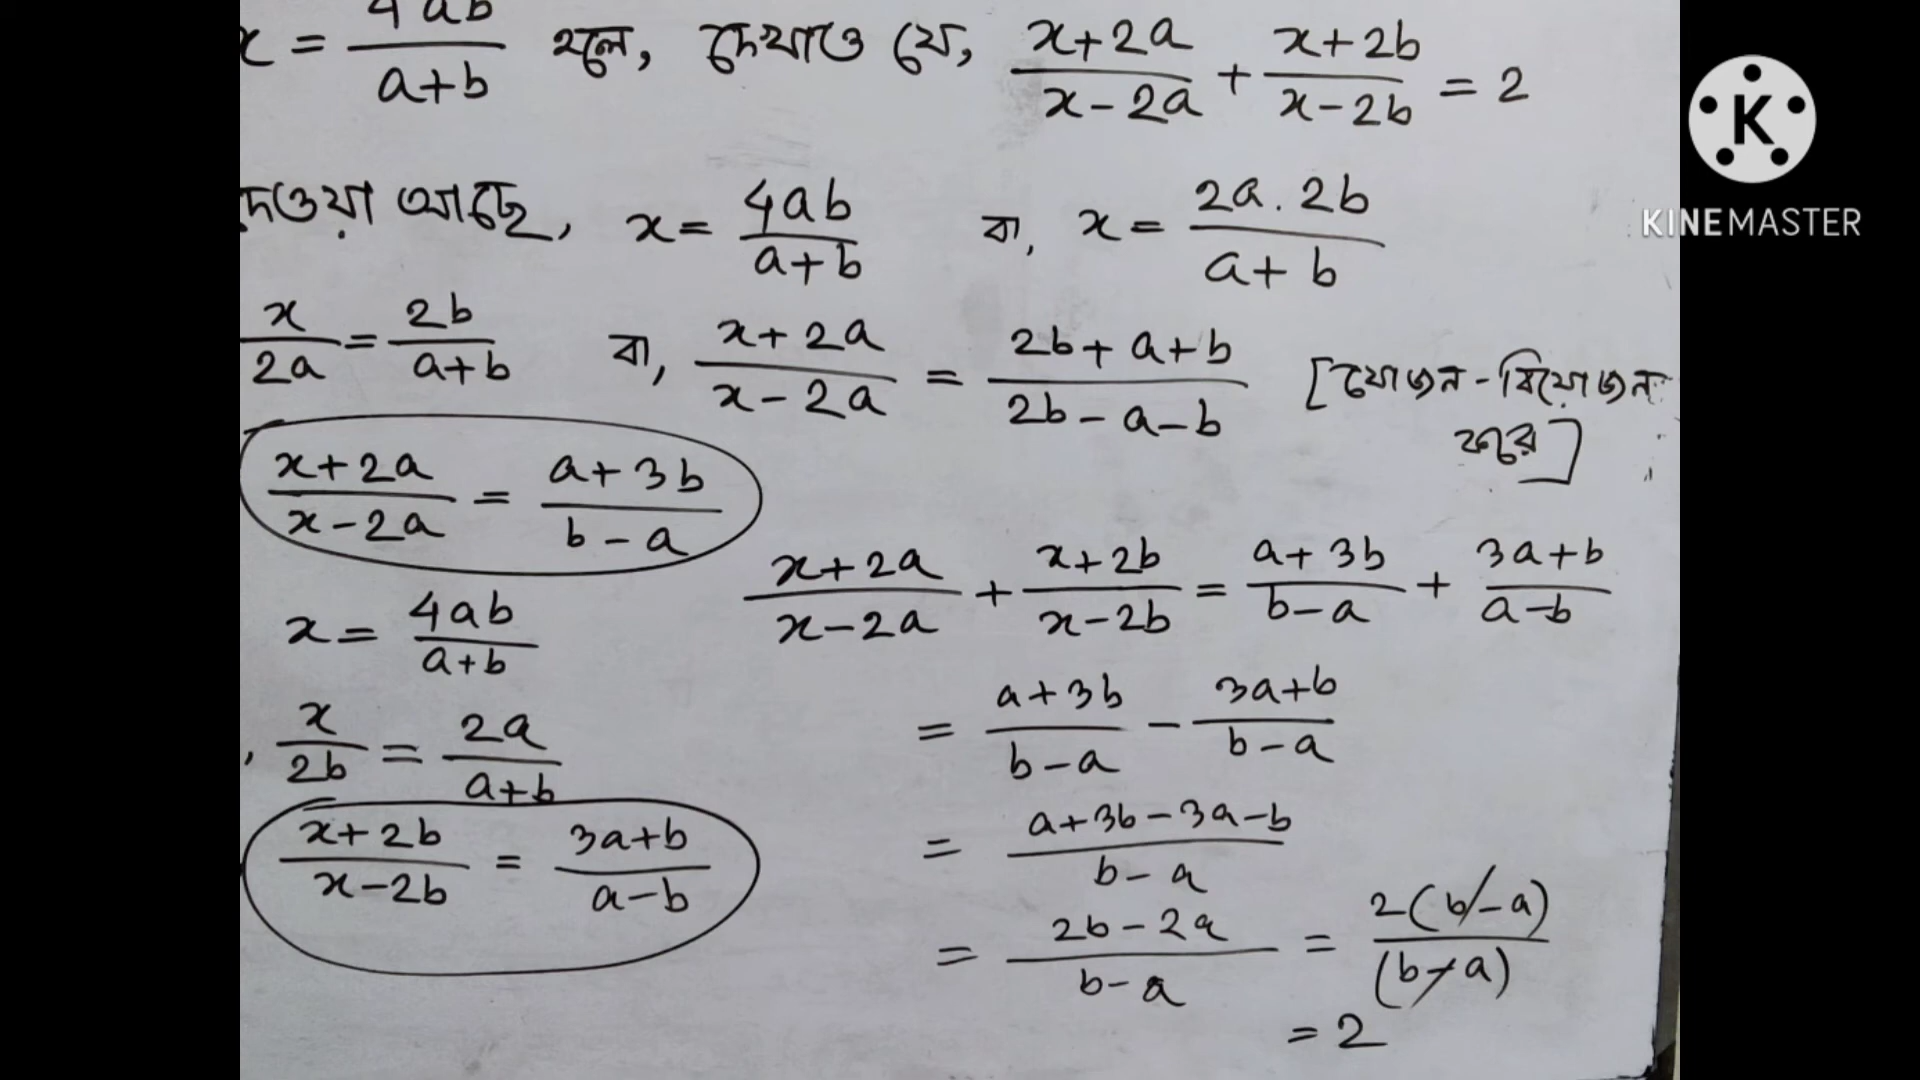 x = 4ab/(a+b) হলে, দেখাও যে, (x+2a)/(x-2a) + (x+2b)/(x-2b) = 2
দেওয়া আছে, x = 4ab/(a+b) বা, x = (2a.2b)/(a+b)
x/2a = 2b/(a+b) বা, (x+2a)/(x-2a) = (2b+a+b)/(2b-a-b) [যোজন-বিয়োজন
করে]
(x+2a)/(x-2a) = (a+3b)/(b-a)
x = 4ab/(a+b)
x/2b = 2a/(a+b)
(x+2b)/(x-2b) = (3a+b)/(a-b)
(x+2a)/(x-2a) + (x+2b)/(x-2b) = (a+3b)/(b-a) + (3a+b)/(a-b)
= (a+3b)/(b-a) - (3a+b)/(b-a)
= (a+3b-3a-b)/(b-a)
= (2b-2a)/(b-a) = 2(b-a)/(b-a)
= 2
K
KINEMASTER